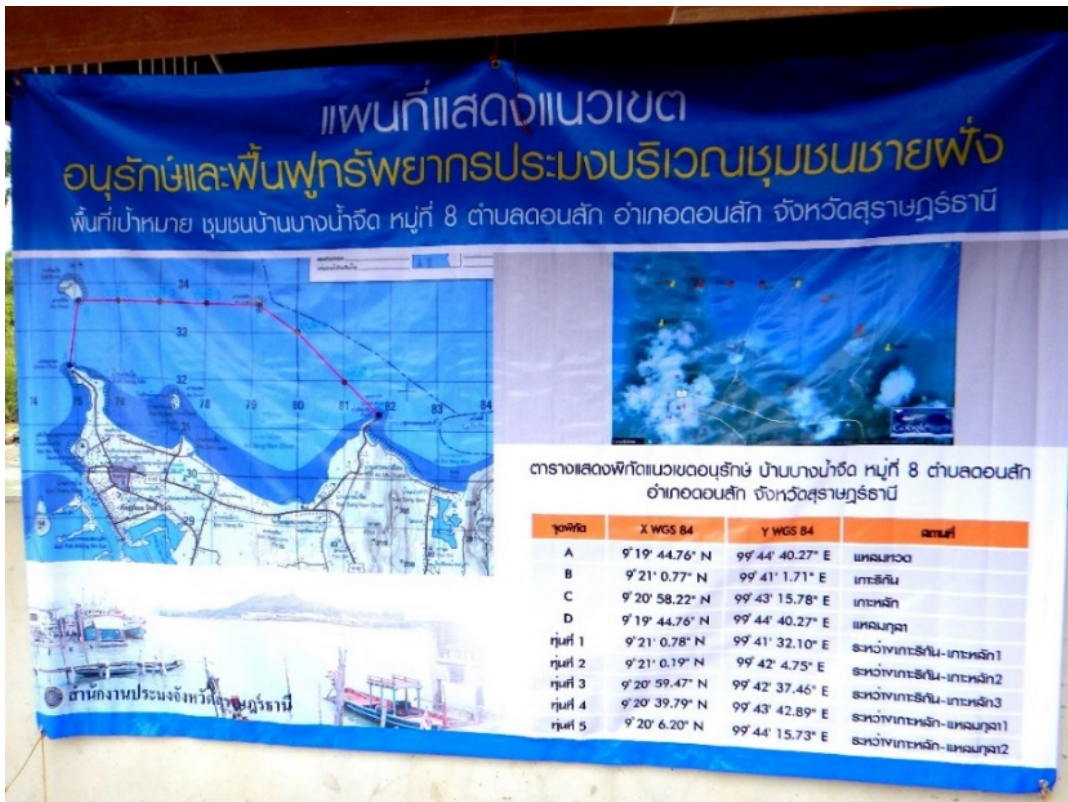 แผนที่แสดงแนวเขต
อนุรักษ์และฟื้นฟูทรัพยากรประมงบริเวณชุมชนชายฝั่ง
พื้นที่เป้าหมาย ชุมชนบ้านบางน้ำจืด หมู่ที่ 8 ตำบลดอนสัก อำเภอดอนสัก จังหวัดสุราษฎร์ธานี
34
33
32
74 75 76 78 79 80 81 82 83 84
31
30
29
Google
ตารางแสดงพิกัดแนวเขตอนุรักษ์ บ้านบางน้ำจืด หมู่ที่ 8 ตำบลดอนสัก
อำเภอดอนสัก จังหวัดสุราษฎร์ธานี
จุดพิกัด X WGS 84 Y WGS 84 สถานที่
A 9° 19' 44.76" N 99° 44' 40.27" E แหลมทวด
B 9° 21' 0.77" N 99° 41' 1.71" E เกาะริกัน
C 9° 20' 58.22" N 99° 43' 15.78" E เกาะหลัก
D 9° 19' 44.76" N 99° 44' 40.27" E แหลมกุลา
ทุ่นที่ 1 9° 21' 0.78" N 99° 41' 32.10" E ระหว่างเกาะริกัน-เกาะหลัก1
ทุ่นที่ 2 9° 21' 0.19" N 99° 42' 4.75" E ระหว่างเกาะริกัน-เกาะหลัก2
ทุ่นที่ 3 9° 20' 59.47" N 99° 42' 37.46" E ระหว่างเกาะริกัน-เกาะหลัก3
ทุ่นที่ 4 9° 20' 39.79" N 99° 43' 42.89" E ระหว่างเกาะหลัก-แหลมกุลา1
ทุ่นที่ 5 9° 20' 6.20" N 99° 44' 15.73" E ระหว่างเกาะหลัก-แหลมกุลา2
สำนักงานประมงจังหวัดสุราษฎร์ธานี